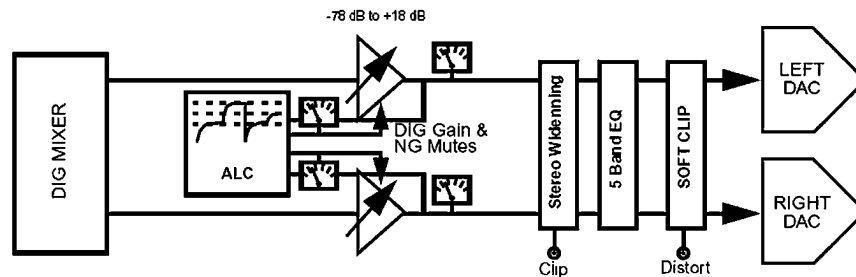 -78 dB to +18 dB
DIG MIXER
ALC
DIG Gain &
NG Mutes
Stereo Widenning
5 Band EQ
SOFT CLIP
LEFT
DAC
RIGHT
DAC
Clip
Distort